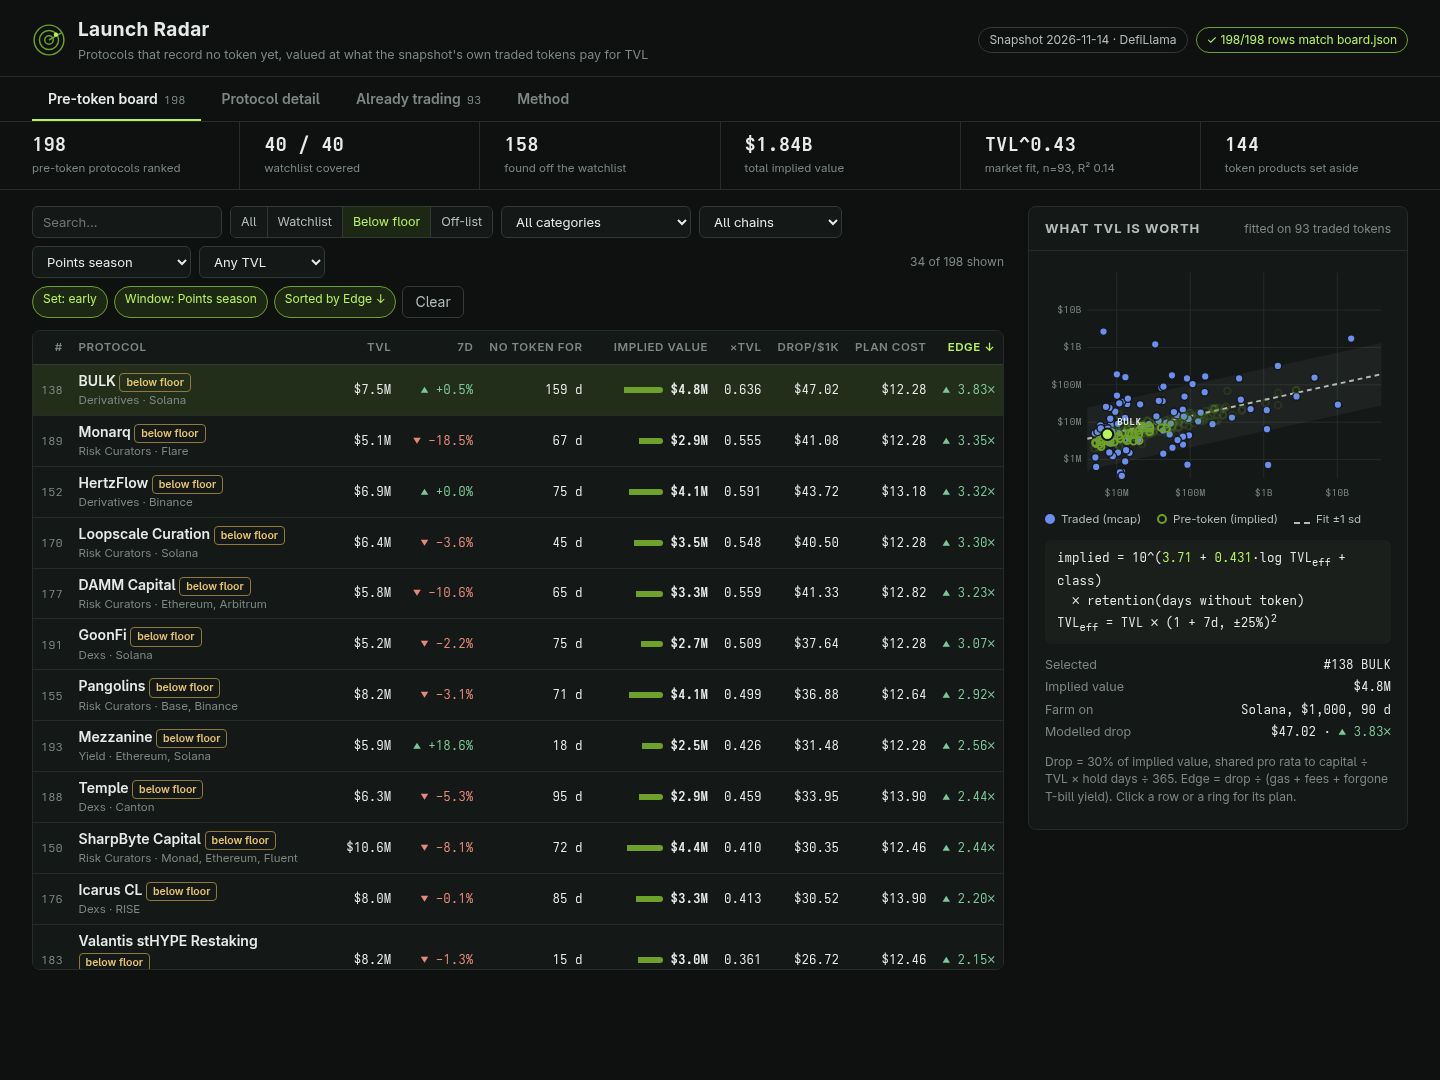 Launch Radar
Protocols that record no token yet, valued at what the snapshot's own traded tokens pay for TVL
Snapshot 2026-11-14 · DefiLlama
✓ 198/198 rows match board.json
Pre-token board 198
Protocol detail
Already trading 93
Method
198
pre-token protocols ranked
40 / 40
watchlist covered
158
found off the watchlist
$1.84B
total implied value
TVL^0.43
market fit, n=93, R² 0.14
144
token products set aside
Search...
All
Watchlist
Below floor
Off-list
All categories
All chains
Points season
Any TVL
34 of 198 shown
Set: early
Window: Points season
Sorted by Edge ↓
Clear
# PROTOCOL TVL 7D NO TOKEN FOR IMPLIED VALUE ×TVL DROP/$1K PLAN COST EDGE ↓
138 BULK below floor $7.5M ▲ +0.5% 159 d $4.8M 0.636 $47.02 $12.28 ▲ 3.83×
Derivatives · Solana
189 Monarq below floor $5.1M ▼ −18.5% 67 d $2.9M 0.555 $41.08 $12.28 ▲ 3.35×
Risk Curators · Flare
152 HertzFlow below floor $6.9M ▲ +0.0% 75 d $4.1M 0.591 $43.72 $13.18 ▲ 3.32×
Derivatives · Binance
170 Loopscale Curation below floor $6.4M ▼ −3.6% 45 d $3.5M 0.548 $40.50 $12.28 ▲ 3.30×
Risk Curators · Solana
177 DAMM Capital below floor $5.8M ▼ −10.6% 65 d $3.3M 0.559 $41.33 $12.82 ▲ 3.23×
Risk Curators · Ethereum, Arbitrum
191 GoonFi below floor $5.2M ▼ −2.2% 75 d $2.7M 0.509 $37.64 $12.28 ▲ 3.07×
Dexs · Solana
155 Pangolins below floor $8.2M ▼ −3.1% 71 d $4.1M 0.499 $36.88 $12.64 ▲ 2.92×
Risk Curators · Base, Binance
193 Mezzanine below floor $5.9M ▲ +18.6% 18 d $2.5M 0.426 $31.48 $12.28 ▲ 2.56×
Yield · Ethereum, Solana
188 Temple below floor $6.3M ▼ −5.3% 95 d $2.9M 0.459 $33.95 $13.90 ▲ 2.44×
Dexs · Canton
150 SharpByte Capital below floor $10.6M ▼ −8.1% 72 d $4.4M 0.410 $30.35 $12.46 ▲ 2.44×
Risk Curators · Monad, Ethereum, Fluent
176 Icarus CL below floor $8.0M ▼ −0.1% 85 d $3.3M 0.413 $30.52 $13.90 ▲ 2.20×
Dexs · RISE
Valantis stHYPE Restaking
183 below floor $8.2M ▼ −1.3% 15 d $3.0M 0.361 $26.72 $12.46 ▲ 2.15×
WHAT TVL IS WORTH
fitted on 93 traded tokens
$10B
$1B
$100M
$10M
$1M
BULK
$10M $100M $1B $10B
Traded (mcap)
Pre-token (implied)
Fit ±1 sd
implied = 10^(3.71 + 0.431·log TVLeff +
class)
× retention(days without token)
TVLeff = TVL × (1 + 7d, ±25%)²
Selected #138 BULK
Implied value $4.8M
Farm on Solana, $1,000, 90 d
Modelled drop $47.02 · ▲ 3.83×
Drop = 30% of implied value, shared pro rata to capital ÷
TVL × hold days ÷ 365. Edge = drop ÷ (gas + fees + forgone
T-bill yield). Click a row or a ring for its plan.